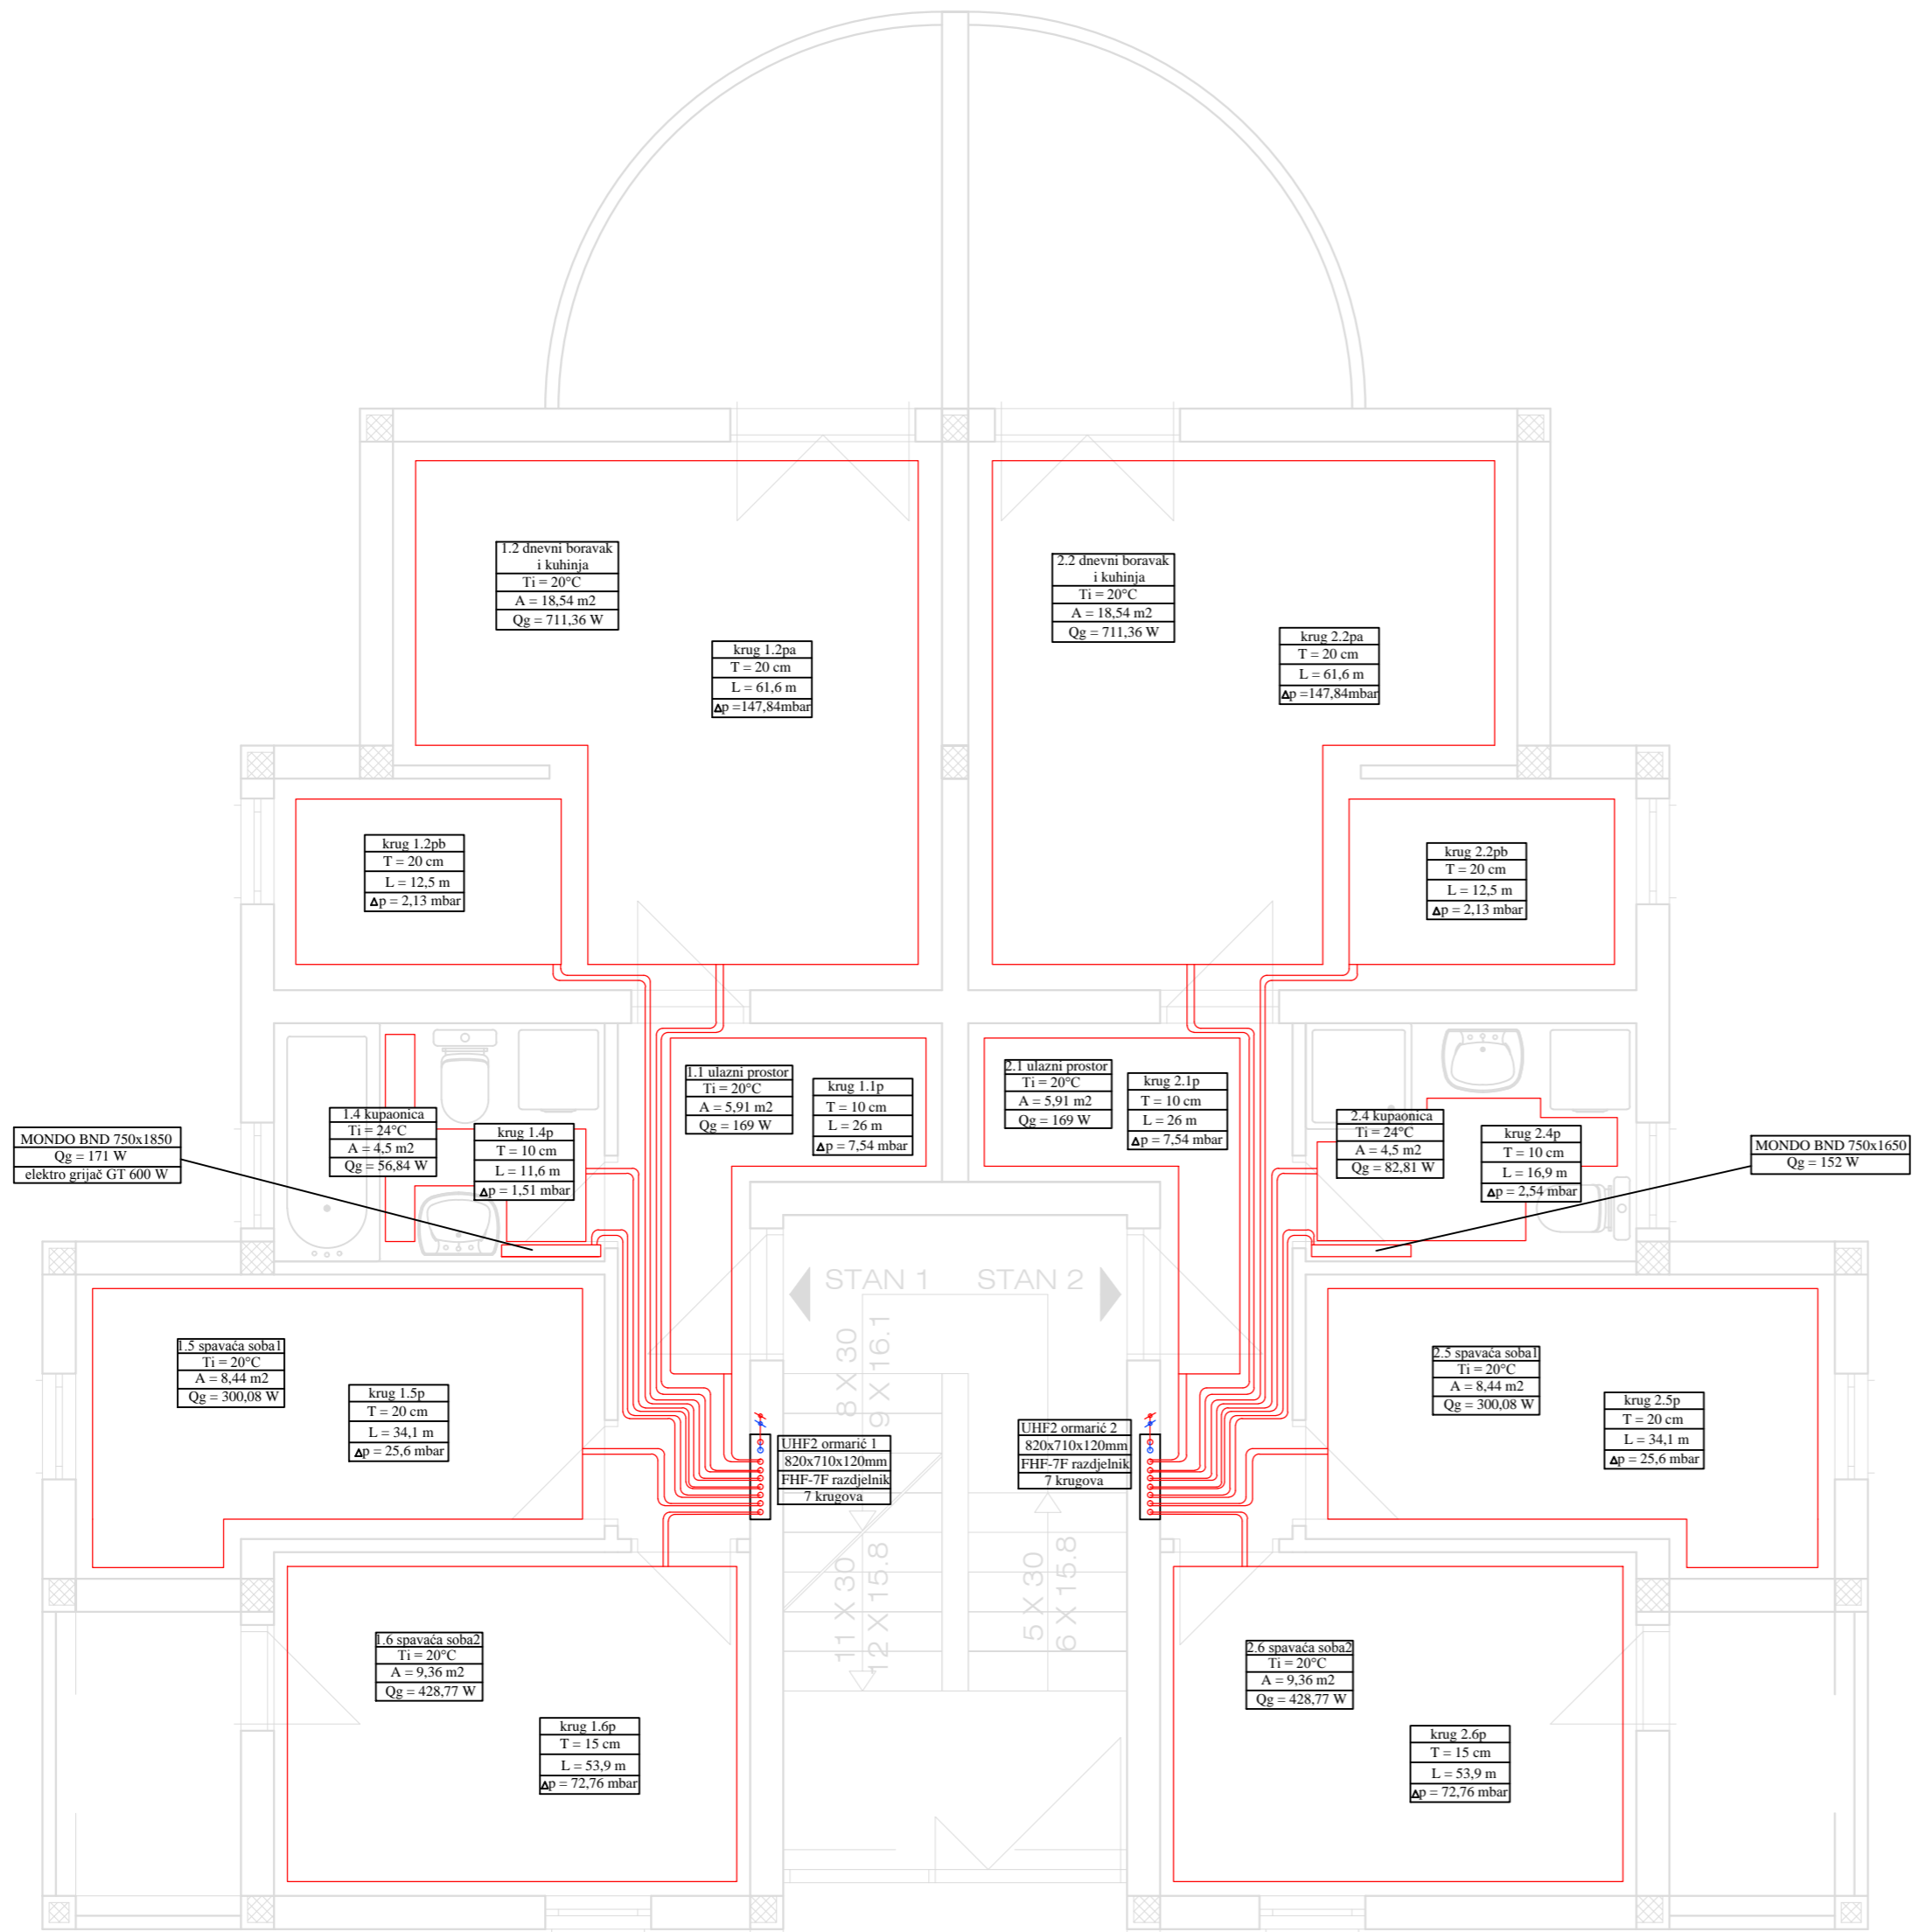 1.2 dnevni boravak
i kuhinja
Ti = 20°C
A = 18,54 m2
Qg = 711,36 W
krug 1.2pa
T = 20 cm
L = 61,6 m
Δp =147,84mbar
2.2 dnevni boravak
i kuhinja
Ti = 20°C
A = 18,54 m2
Qg = 711,36 W
krug 2.2pa
T = 20 cm
L = 61,6 m
Δp =147,84mbar
krug 1.2pb
T = 20 cm
L = 12,5 m
Δp = 2,13 mbar
krug 2.2pb
T = 20 cm
L = 12,5 m
Δp = 2,13 mbar
MONDO BND 750x1850
Qg = 171 W
elektro grijač GT 600 W
1.4 kupaonica
Ti = 24°C
A = 4,5 m2
Qg = 56,84 W
krug 1.4p
T = 10 cm
L = 11,6 m
Δp = 1,51 mbar
1.1 ulazni prostor
Ti = 20°C
A = 5,91 m2
Qg = 169 W
krug 1.1p
T = 10 cm
L = 26 m
Δp = 7,54 mbar
2.1 ulazni prostor
Ti = 20°C
A = 5,91 m2
Qg = 169 W
krug 2.1p
T = 10 cm
L = 26 m
Δp = 7,54 mbar
2.4 kupaonica
Ti = 24°C
A = 4,5 m2
Qg = 82,81 W
krug 2.4p
T = 10 cm
L = 16,9 m
Δp = 2,54 mbar
MONDO BND 750x1650
Qg = 152 W
STAN 1
STAN 2
8 X 30
9 X 16.1
1.5 spavaća soba1
Ti = 20°C
A = 8,44 m2
Qg = 300,08 W
krug 1.5p
T = 20 cm
L = 34,1 m
Δp = 25,6 mbar
UHF2 ormarić 1
820x710x120mm
FHF-7F razdjelnik
7 krugova
UHF2 ormarić 2
820x710x120mm
FHF-7F razdjelnik
7 krugova
2.5 spavaća soba1
Ti = 20°C
A = 8,44 m2
Qg = 300,08 W
krug 2.5p
T = 20 cm
L = 34,1 m
Δp = 25,6 mbar
11 X 30
12 X 15.8
5 X 30
6 X 15.8
1.6 spavaća soba2
Ti = 20°C
A = 9,36 m2
Qg = 428,77 W
krug 1.6p
T = 15 cm
L = 53,9 m
Δp = 72,76 mbar
2.6 spavaća soba2
Ti = 20°C
A = 9,36 m2
Qg = 428,77 W
krug 2.6p
T = 15 cm
L = 53,9 m
Δp = 72,76 mbar